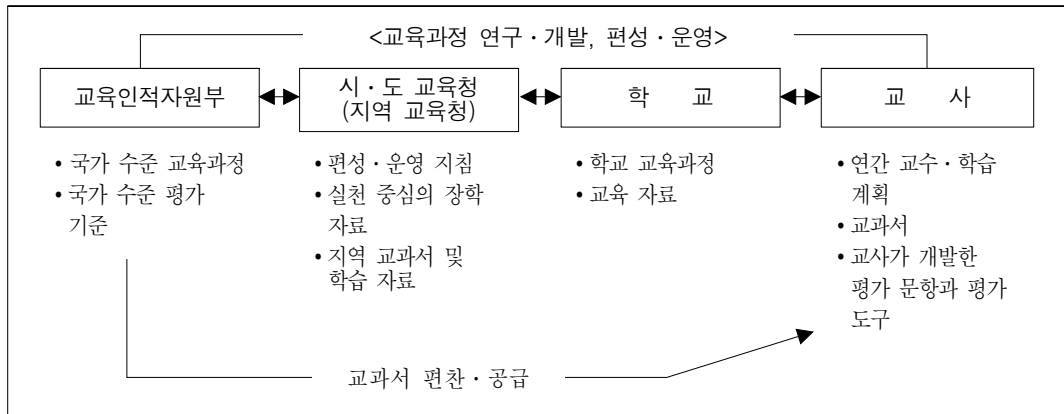 <교육과정 연구·개발, 편성·운영>
교육인적자원부
시·도 교육청
(지역 교육청)
학 교
교 사
• 국가 수준 교육과정
• 국가 수준 평가
기준
• 편성·운영 지침
• 실천 중심의 장학
자료
• 지역 교과서 및
학습 자료
• 학교 교육과정
• 교육 자료
• 연간 교수·학습
계획
• 교과서
• 교사가 개발한
평가 문항과 평가
도구
교과서 편찬·공급